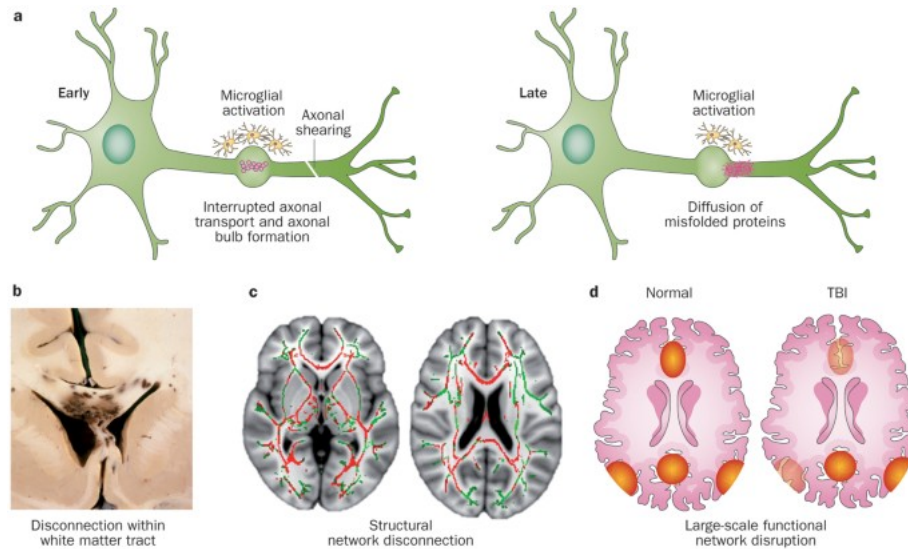 a
Early
Microglial
activation
Axonal
shearing
Interrupted axonal
transport and axonal
bulb formation
Late
Microglial
activation
Diffusion of
misfolded proteins
b
Disconnection within
white matter tract
c
Structural
network disconnection
d
Normal
TBI
Large-scale functional
network disruption